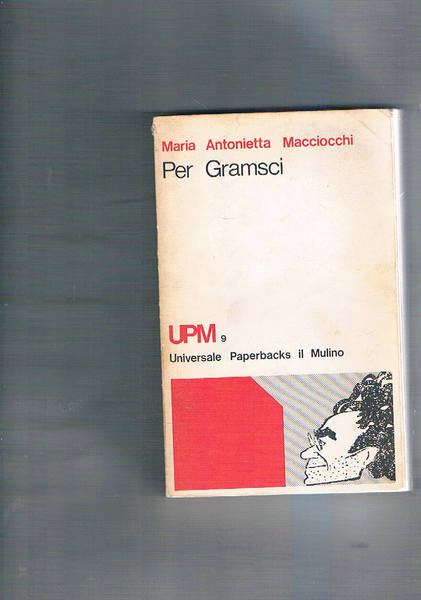 Maria Antonietta Macciocchi
Per Gramsci
UPM 9
Universale Paperbacks il Mulino